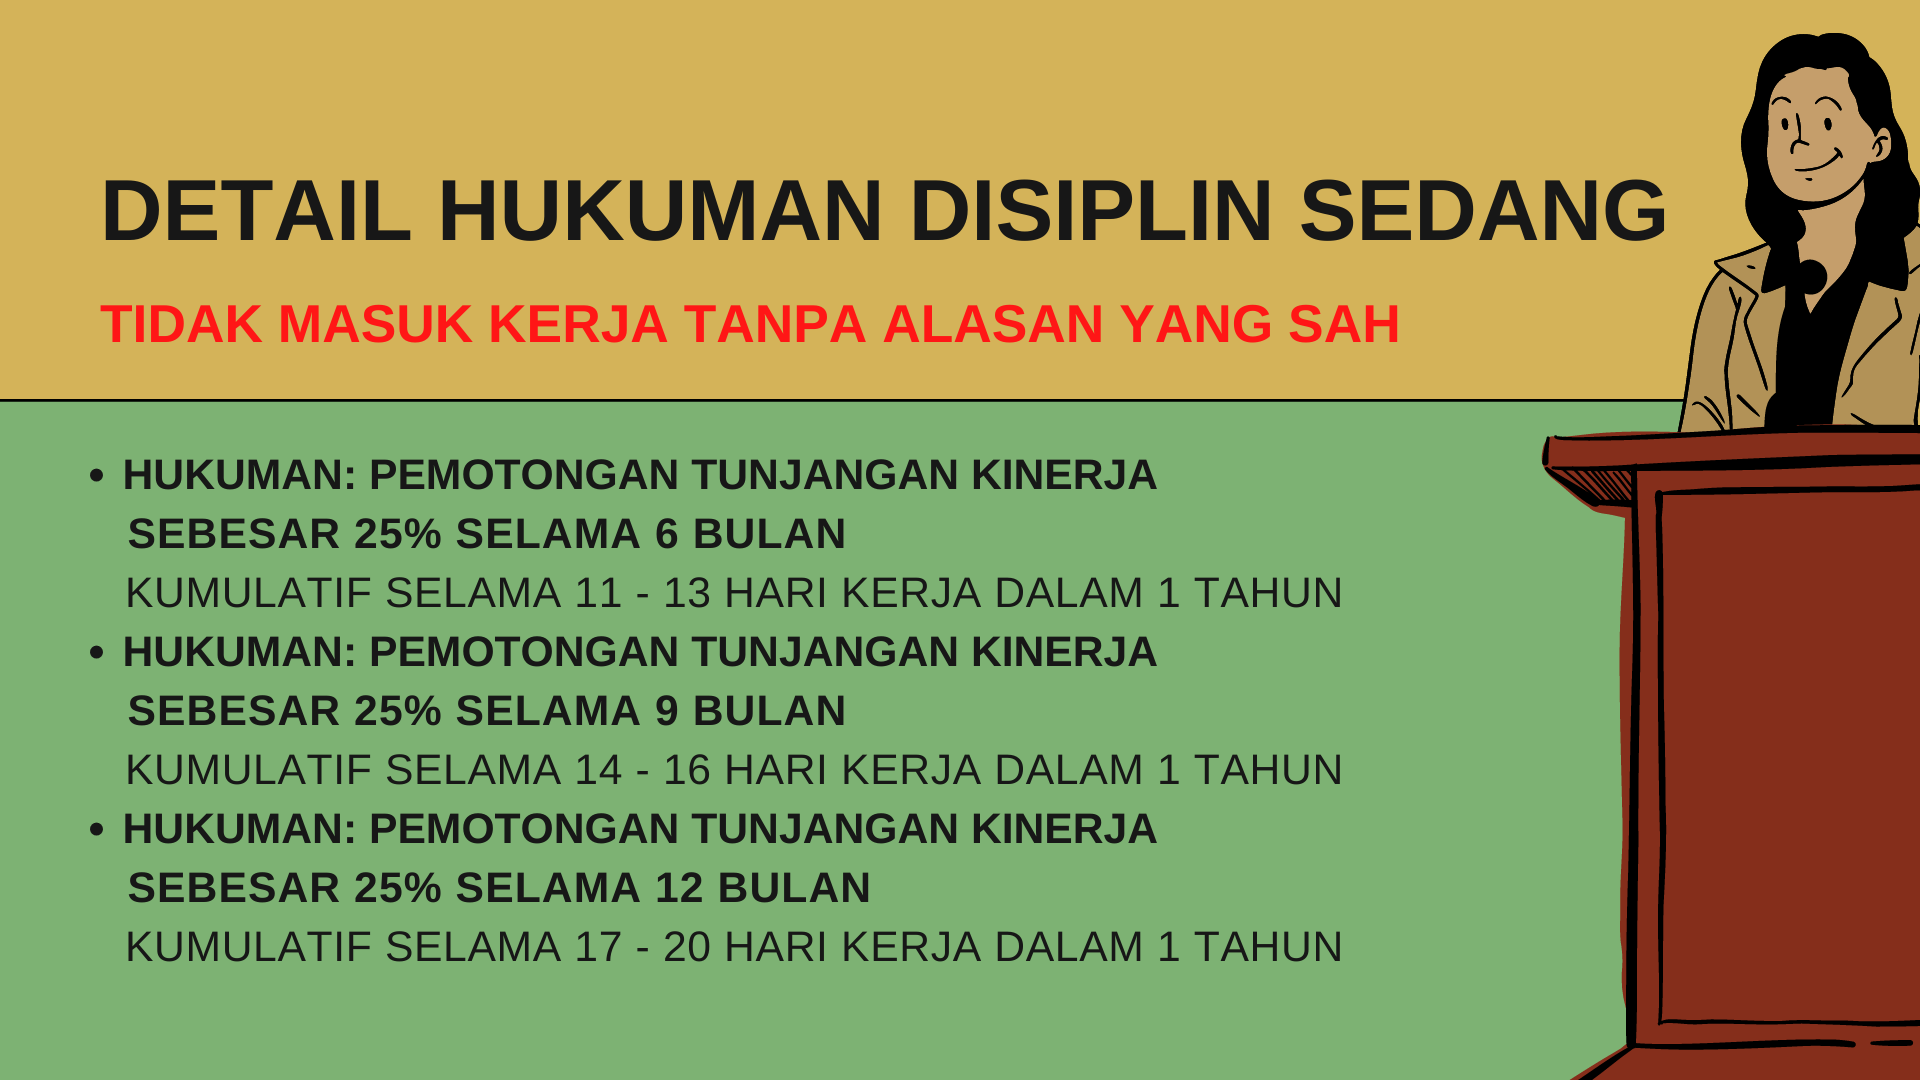 DETAIL HUKUMAN DISIPLIN SEDANG
TIDAK MASUK KERJA TANPA ALASAN YANG SAH
• HUKUMAN: PEMOTONGAN TUNJANGAN KINERJA
SEBESAR 25% SELAMA 6 BULAN
KUMULATIF SELAMA 11 - 13 HARI KERJA DALAM 1 TAHUN
• HUKUMAN: PEMOTONGAN TUNJANGAN KINERJA
SEBESAR 25% SELAMA 9 BULAN
KUMULATIF SELAMA 14 - 16 HARI KERJA DALAM 1 TAHUN
• HUKUMAN: PEMOTONGAN TUNJANGAN KINERJA
SEBESAR 25% SELAMA 12 BULAN
KUMULATIF SELAMA 17 - 20 HARI KERJA DALAM 1 TAHUN